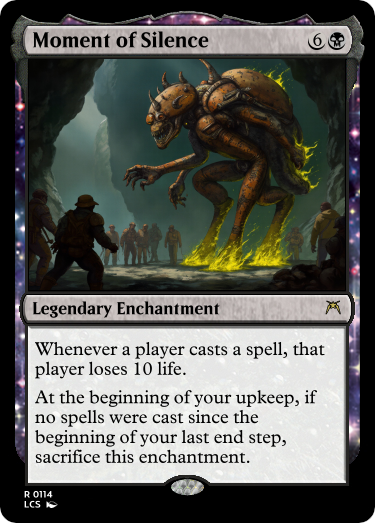 Moment of Silence 6
Legendary Enchantment
Whenever a player casts a spell, that
player loses 10 life.
At the beginning of your upkeep, if
no spells were cast since the
beginning of your last end step,
sacrifice this enchantment.
R 0114
LCS